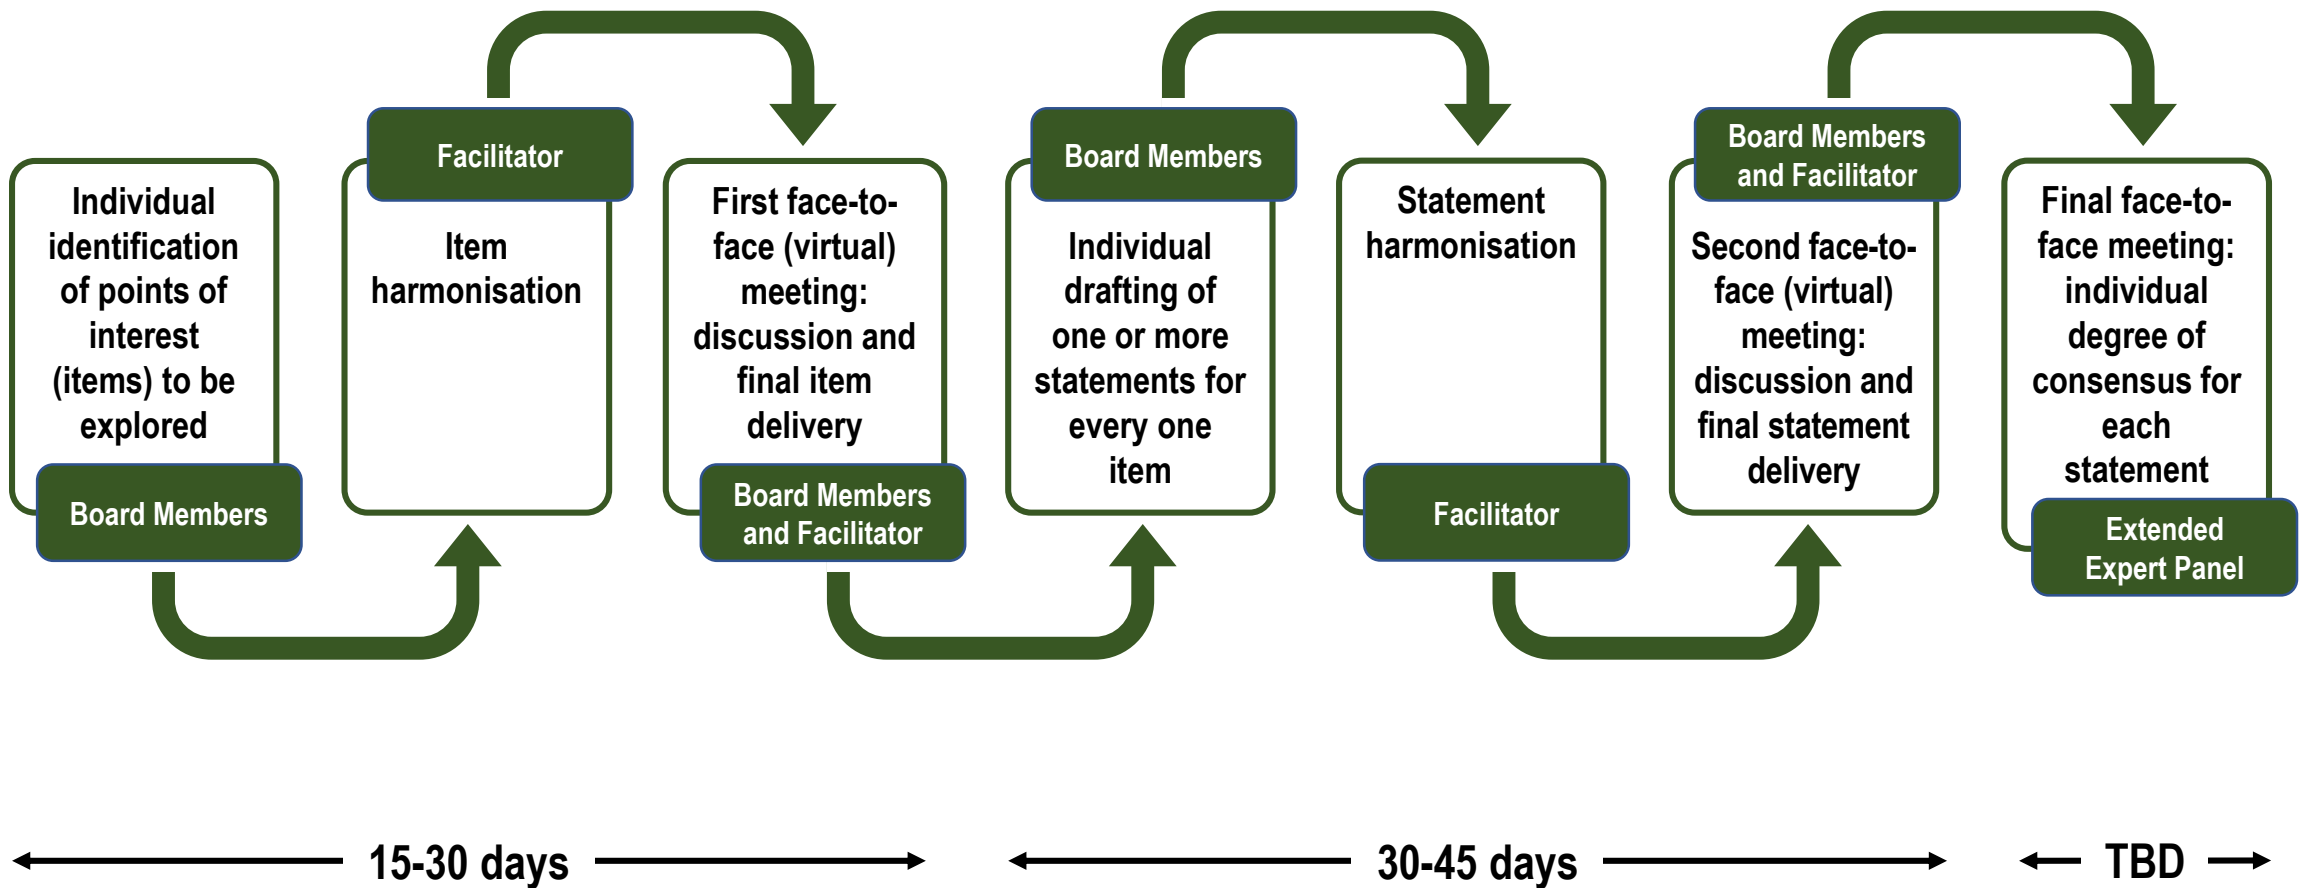 Individual
identification
of points of
interest
(items) to be
explored
Board Members
Facilitator
Item
harmonisation
First face-to-
face (virtual)
meeting:
discussion and
final item
delivery
Board Members
and Facilitator
Board Members
Individual
drafting of
one or more
statements for
every one
item
Statement
harmonisation
Facilitator
Board Members
and Facilitator
Second face-to-
face (virtual)
meeting:
discussion and
final statement
delivery
Final face-to-
face meeting:
individual
degree of
consensus for
each
statement
Extended
Expert Panel
15-30 days
30-45 days
TBD